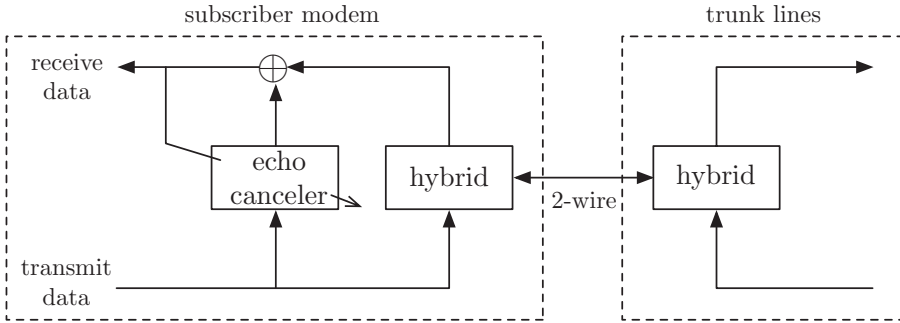 subscriber modem
trunk lines
receive
data
echo
canceler
hybrid
2-wire
hybrid
transmit
data